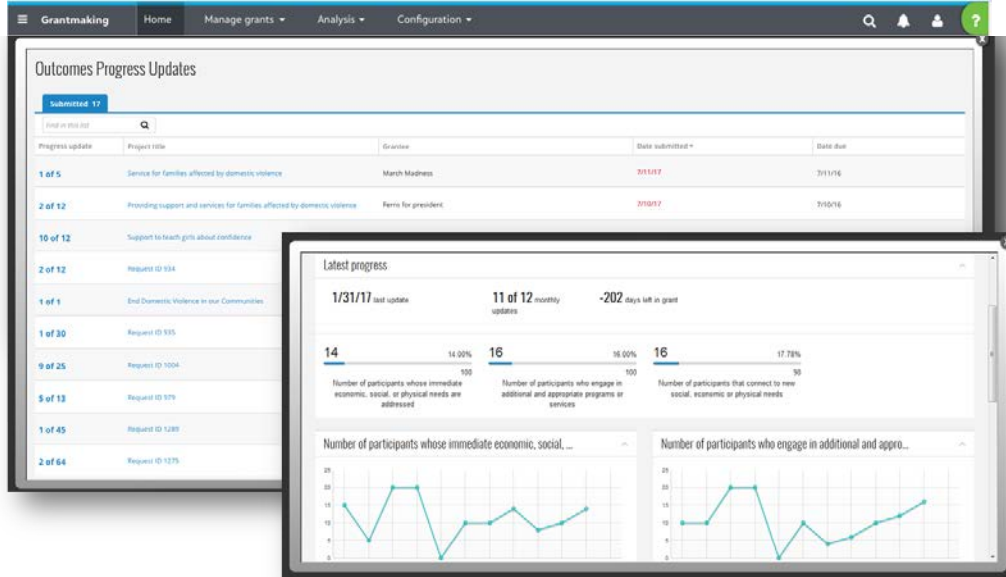 Grantmaking Home Manage grants Analysis Configuration ?
Outcomes Progress Updates
Submitted 17
Find in this list
Progress update Project title Grantee Date submitted Date due
1 of 5 Service for families affected by domestic violence March Madness 7/11/17 7/11/16
2 of 12 Providing support and services for families affected by domestic violence Ferro for president 7/10/17 7/10/16
10 of 12 Support to teach girls about confidence
2 of 12 Request ID 934
1 of 1 End Domestic Violence in our Communities
1 of 30 Request ID 935
9 of 25 Request ID 1004
5 of 13 Request ID 979
1 of 45 Request ID 1289
2 of 64 Request ID 1275
Latest progress
1/31/17 last update 11 of 12 monthly updates -202 days left in grant
14 14.00% 16 16.00% 16 17.78%
100 100 90
Number of participants whose immediate economic, social, or physical needs are addressed
Number of participants who engage in additional and appropriate programs or services
Number of participants that connect to new social, economic or physical needs
Number of participants whose immediate economic, social, ...
25
20
15
10
5
0
Number of participants who engage in additional and appro...
25
20
15
10
5
0